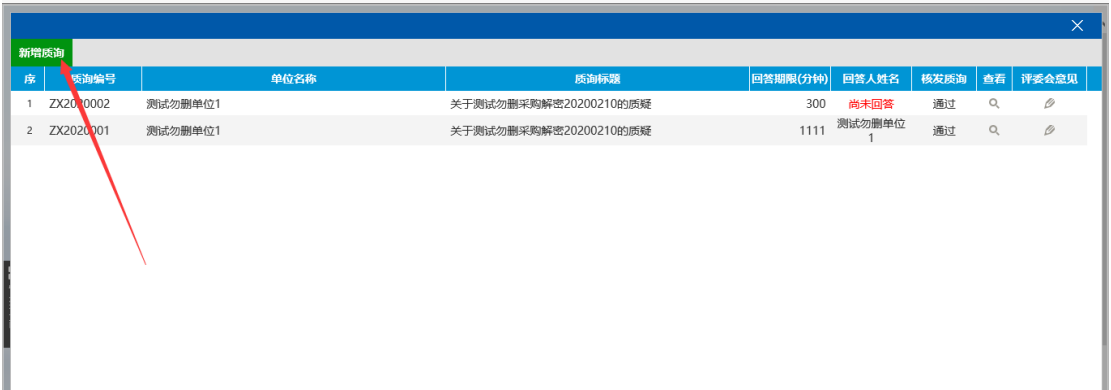 新增质询
序 质询编号 单位名称 质询标题 回答期限(分钟) 回答人姓名 核发质询 查看 评委会意见
1 ZX2020002 测试勿删单位1 关于测试勿删采购解密20200210的质疑 300 尚未回答 通过
2 ZX2020001 测试勿删单位1 关于测试勿删采购解密20200210的质疑 1111 测试勿删单位1 通过